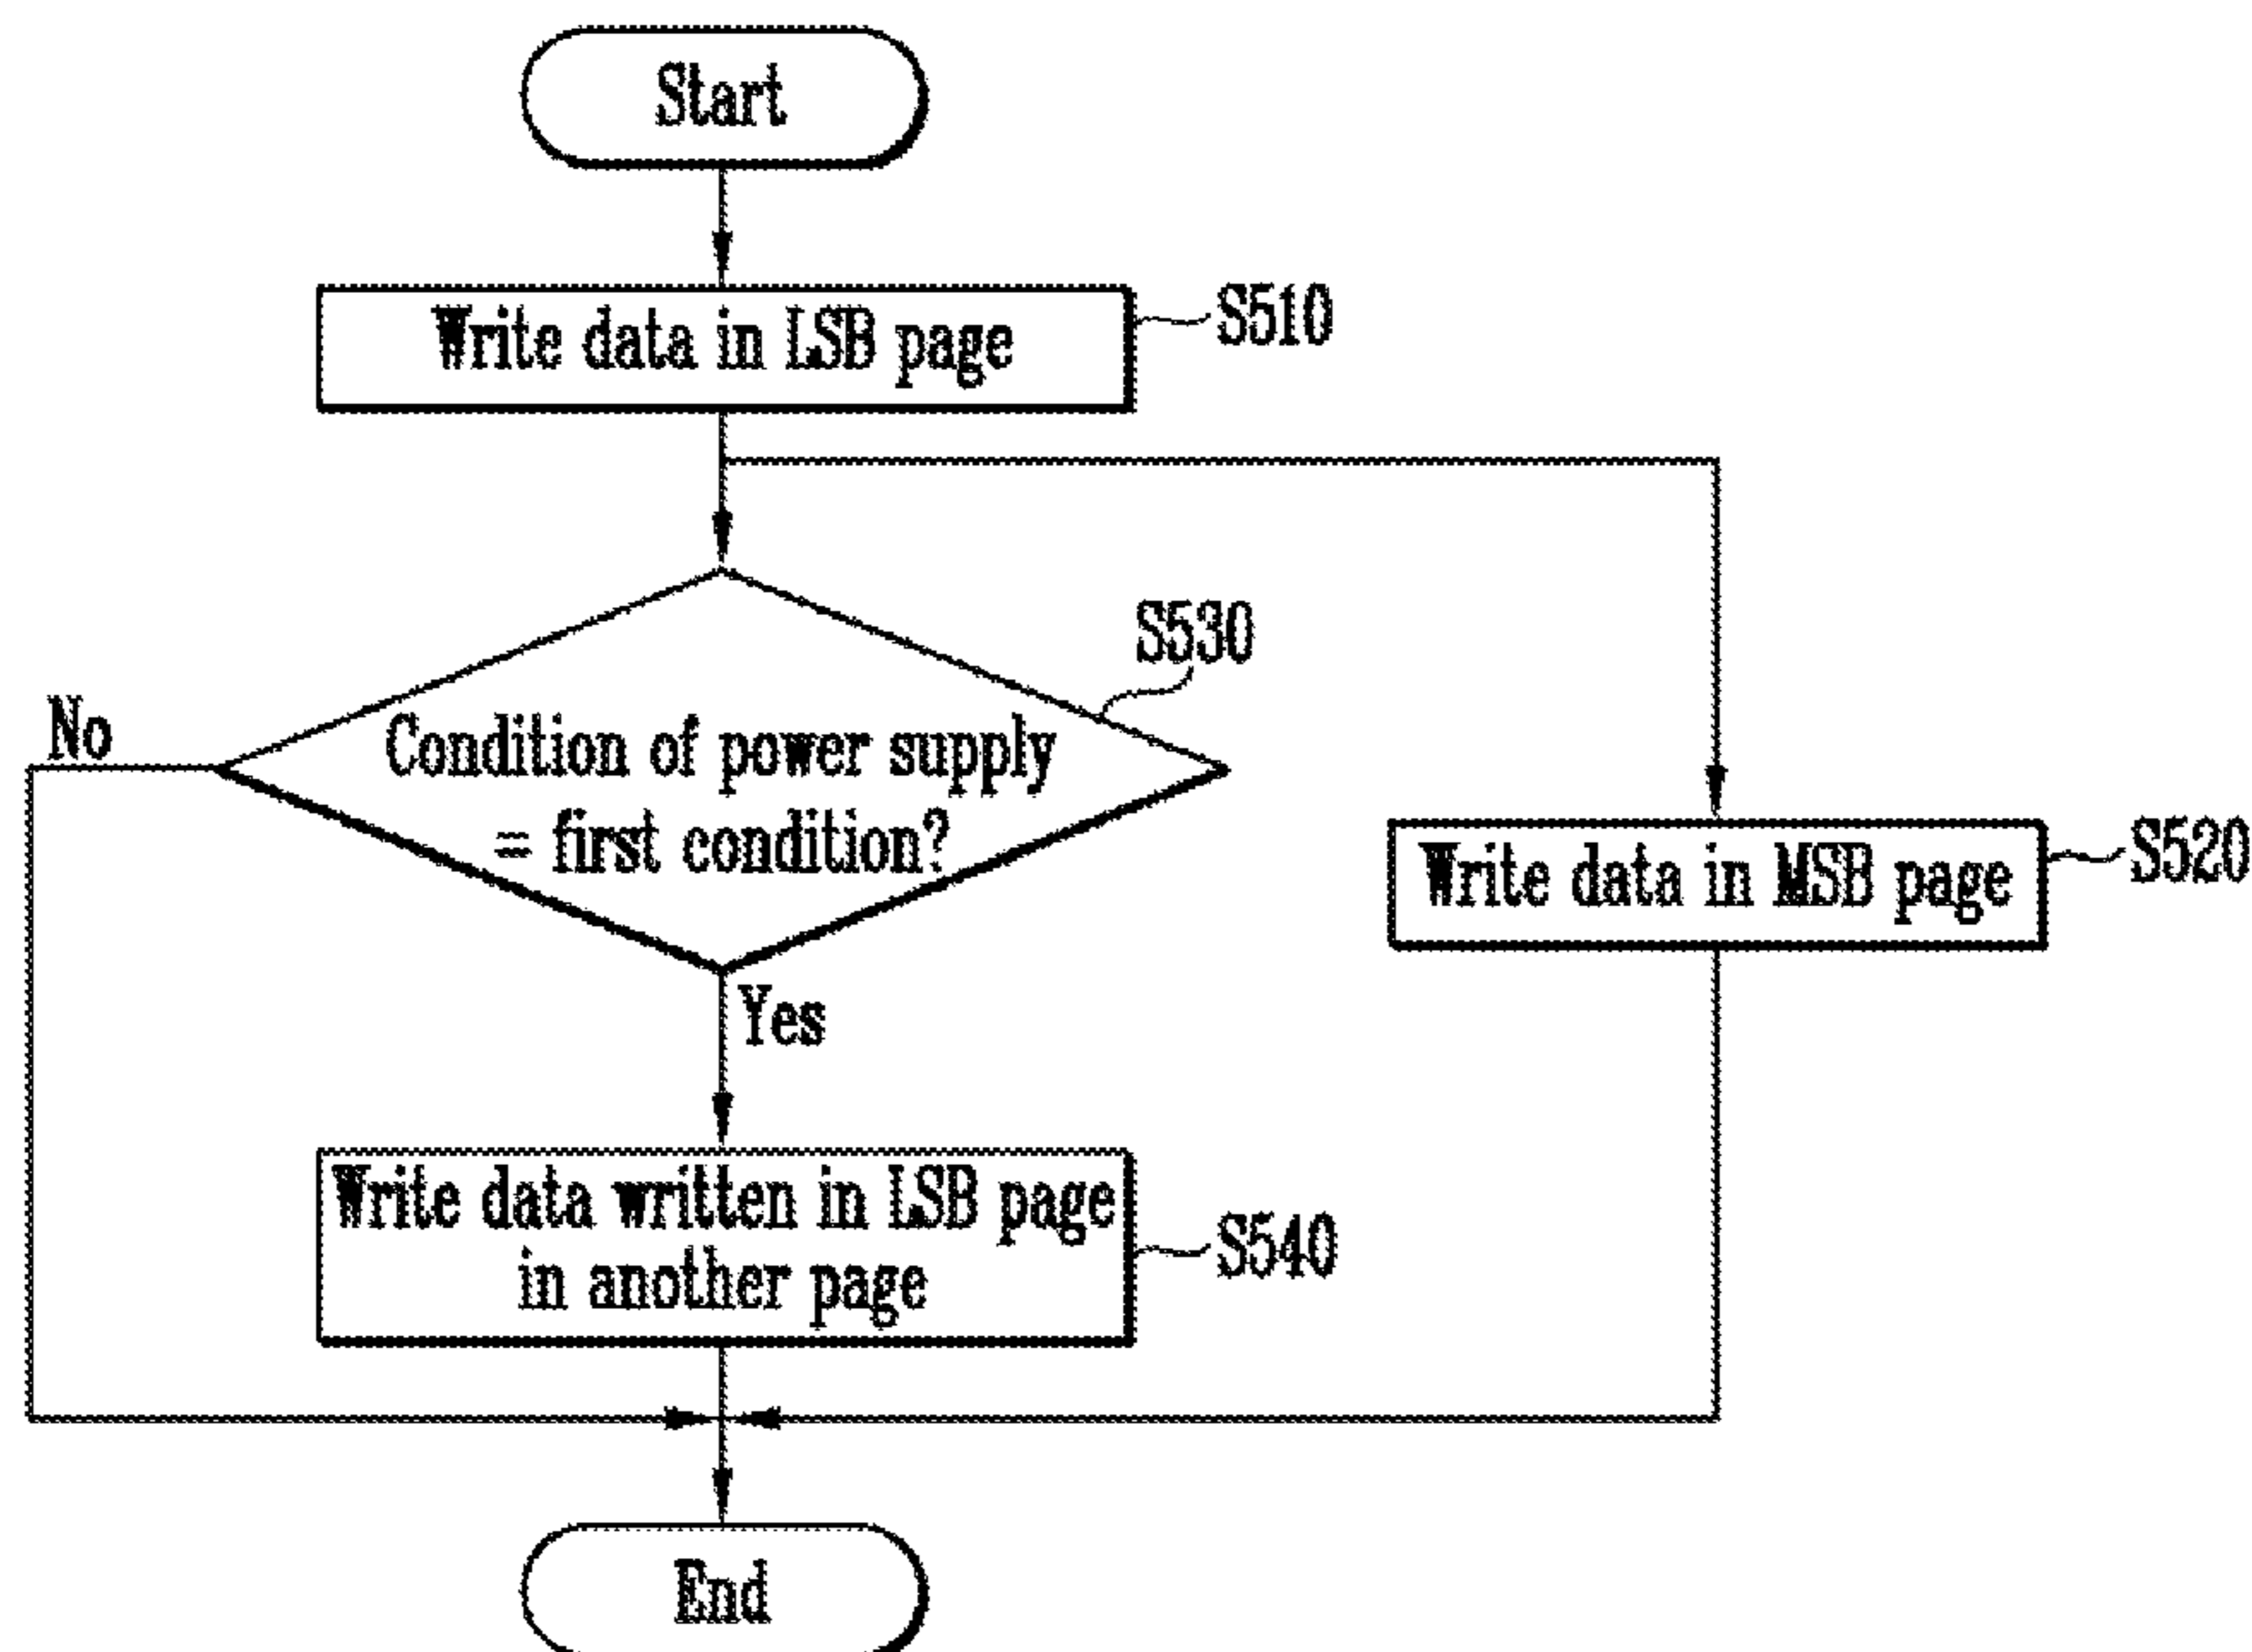 Start
Write data in LSB page
S510
S530
No
Condition of power supply
= first condition?
Write data in MSB page
S520
Yes
Write data written in LSB page
in another page
S540
End